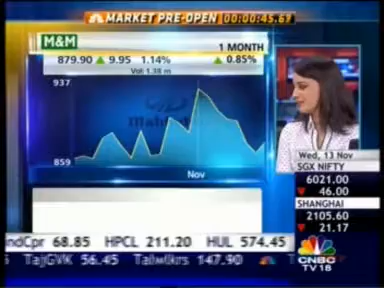 MARKET PRE-OPEN 00:00:45.67
M&M
1 MONTH
879.90 9.95 1.14% 0.85%
Vol: 1.38 m
937
859
Nov
Wed, 13 Nov
SGX NIFTY
6021.00
46.00
SHANGHAI
2105.60
21.17
ndCpr 68.85 HPCL 211.20 HUL 574.45
TajGVK 56.45 147.90
CNBC
TV 18